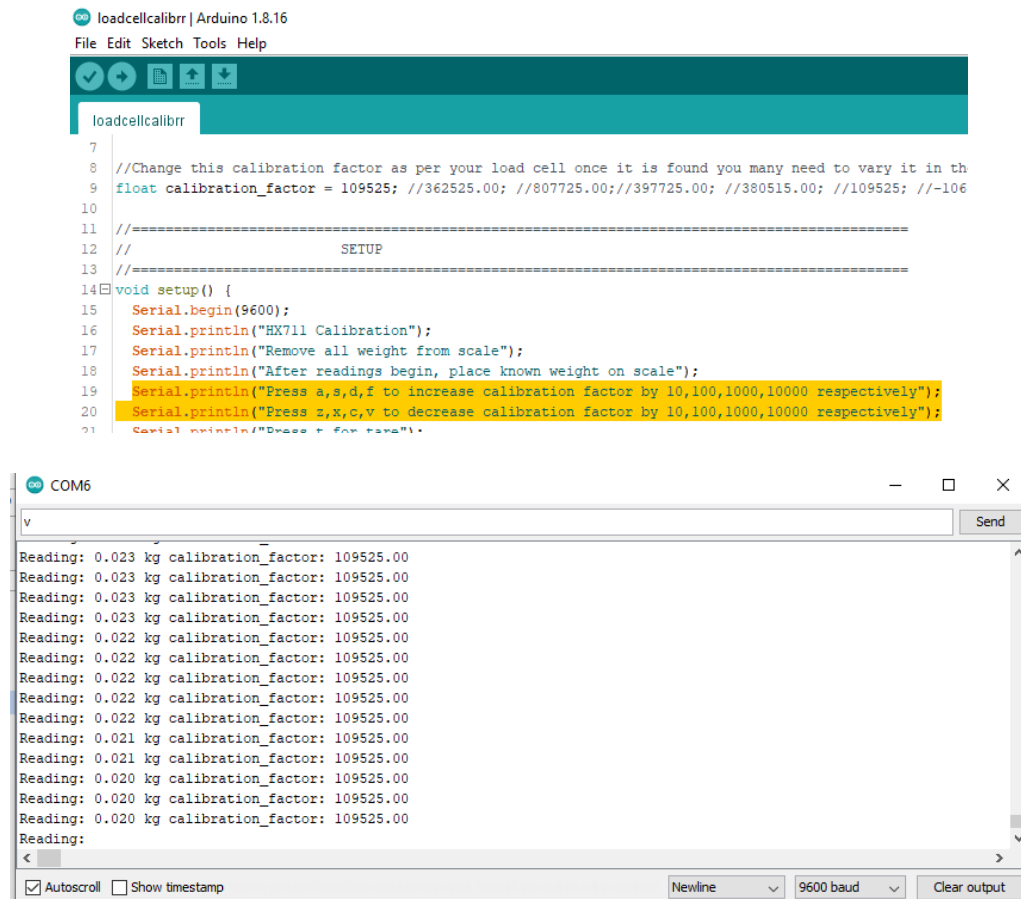 loadcellcalibrr | Arduino 1.8.16
File Edit Sketch Tools Help
loadcellcalibrr
7
8 //Change this calibration factor as per your load cell once it is found you many need to vary it in th
9 float calibration_factor = 109525; //362525.00; //807725.00;//397725.00; //380515.00; //109525; //-106
10
11 //=============================================================================================
12 // SETUP
13 //=============================================================================================
14 void setup() {
15 Serial.begin(9600);
16 Serial.println("HX711 Calibration");
17 Serial.println("Remove all weight from scale");
18 Serial.println("After readings begin, place known weight on scale");
19 Serial.println("Press a,s,d,f to increase calibration factor by 10,100,1000,10000 respectively");
20 Serial.println("Press z,x,c,v to decrease calibration factor by 10,100,1000,10000 respectively");
21 Serial.println("Press t for tare");
COM6
v Send
Reading: 0.023 kg calibration_factor: 109525.00
Reading: 0.023 kg calibration_factor: 109525.00
Reading: 0.023 kg calibration_factor: 109525.00
Reading: 0.023 kg calibration_factor: 109525.00
Reading: 0.022 kg calibration_factor: 109525.00
Reading: 0.022 kg calibration_factor: 109525.00
Reading: 0.022 kg calibration_factor: 109525.00
Reading: 0.022 kg calibration_factor: 109525.00
Reading: 0.022 kg calibration_factor: 109525.00
Reading: 0.021 kg calibration_factor: 109525.00
Reading: 0.021 kg calibration_factor: 109525.00
Reading: 0.020 kg calibration_factor: 109525.00
Reading: 0.020 kg calibration_factor: 109525.00
Reading: 0.020 kg calibration_factor: 109525.00
Reading:
Autoscroll Show timestamp Newline 9600 baud Clear output